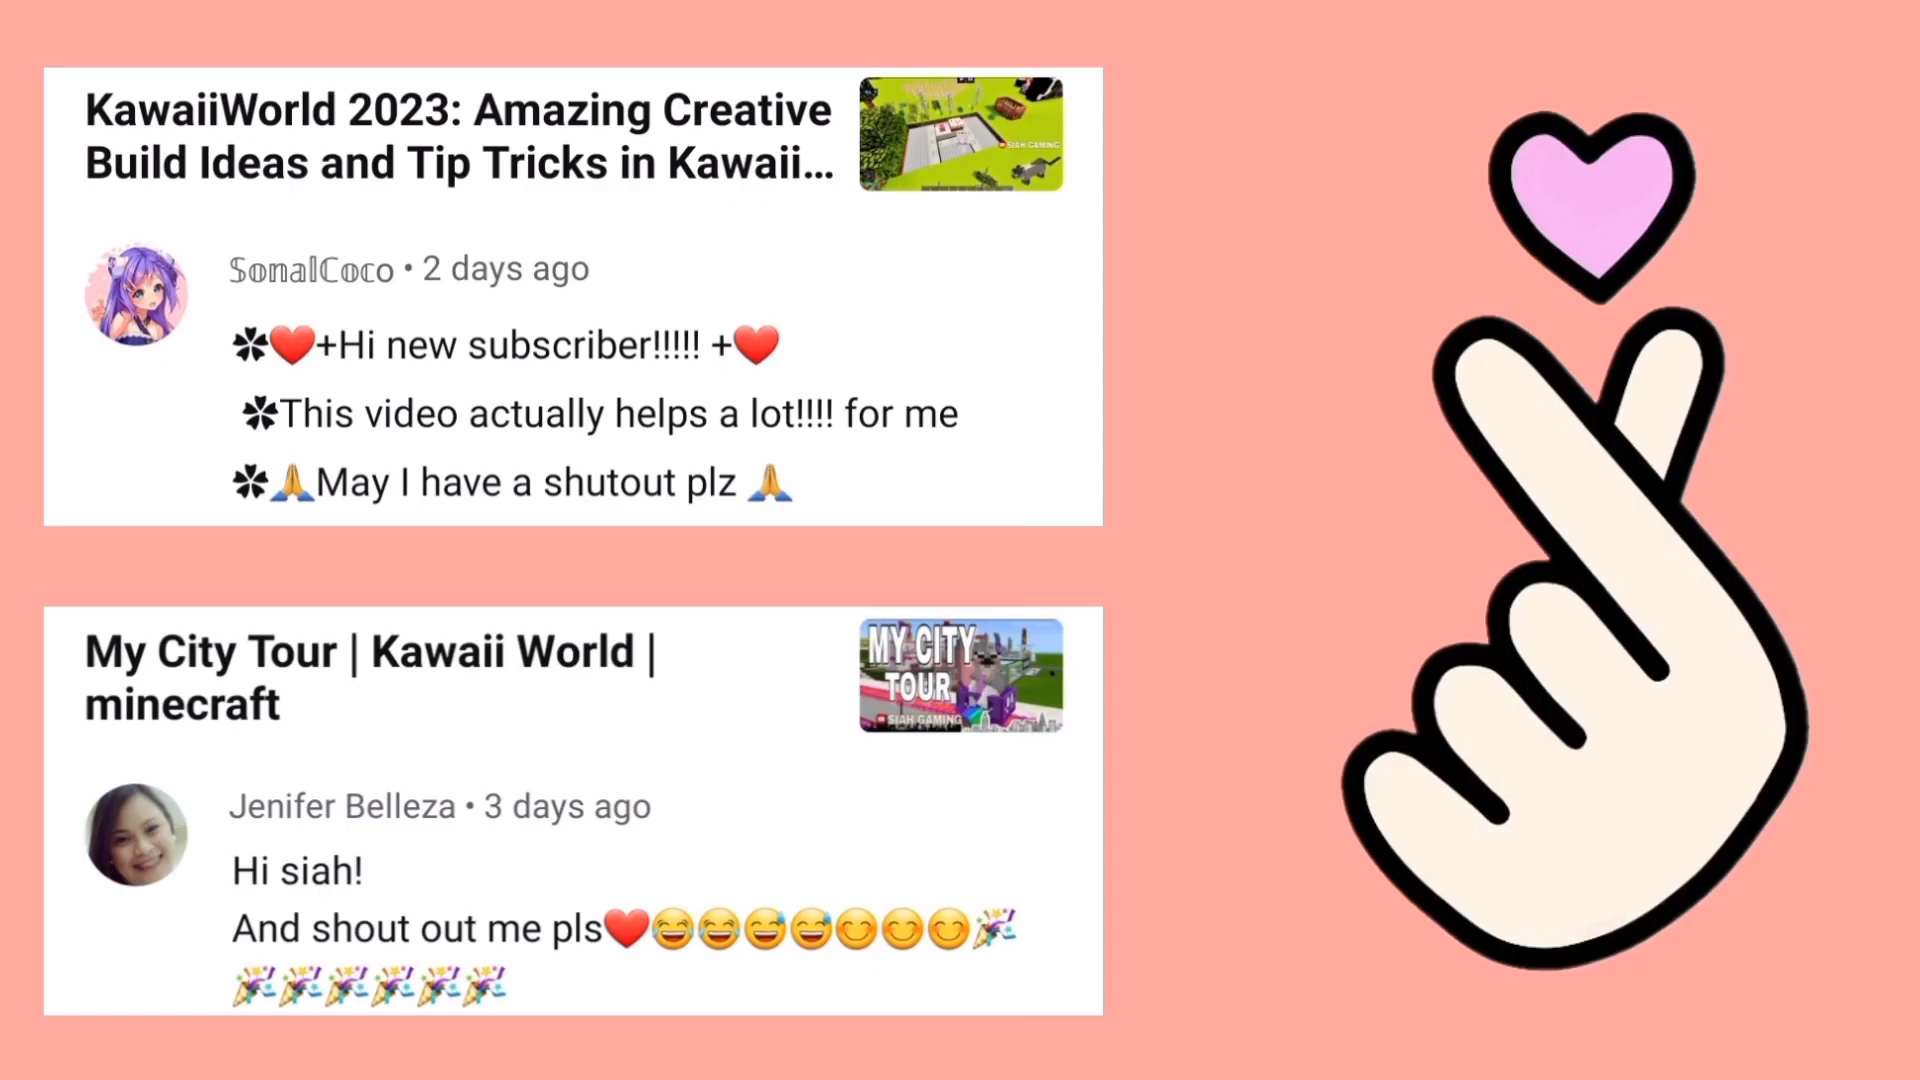 KawaiiWorld 2023: Amazing Creative
Build Ideas and Tip Tricks in Kawaii...
SIAH GAMING
𝕊𝕠𝕟𝕒𝕝ℂ𝕠𝕔𝕠 • 2 days ago
✽❤️+Hi new subscriber!!!!! +❤️
✽This video actually helps a lot!!!! for me
✽🙏May I have a shutout plz 🙏
My City Tour | Kawaii World |
minecraft
MY CITY
TOUR
SIAH GAMING
Jenifer Belleza • 3 days ago
Hi siah!
And shout out me pls❤️😂😂😅😅😊😊😊🎉
🎉🎉🎉🎉🎉🎉